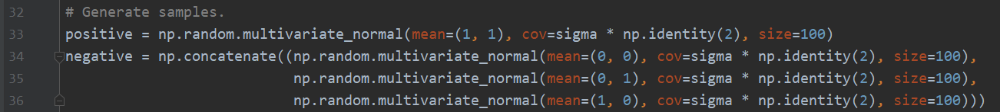 32 # Generate samples.
33 positive = np.random.multivariate_normal(mean=(1, 1), cov=sigma * np.identity(2), size=100)
34 negative = np.concatenate((np.random.multivariate_normal(mean=(0, 0), cov=sigma * np.identity(2), size=100),
35 np.random.multivariate_normal(mean=(0, 1), cov=sigma * np.identity(2), size=100),
36 np.random.multivariate_normal(mean=(1, 0), cov=sigma * np.identity(2), size=100)))